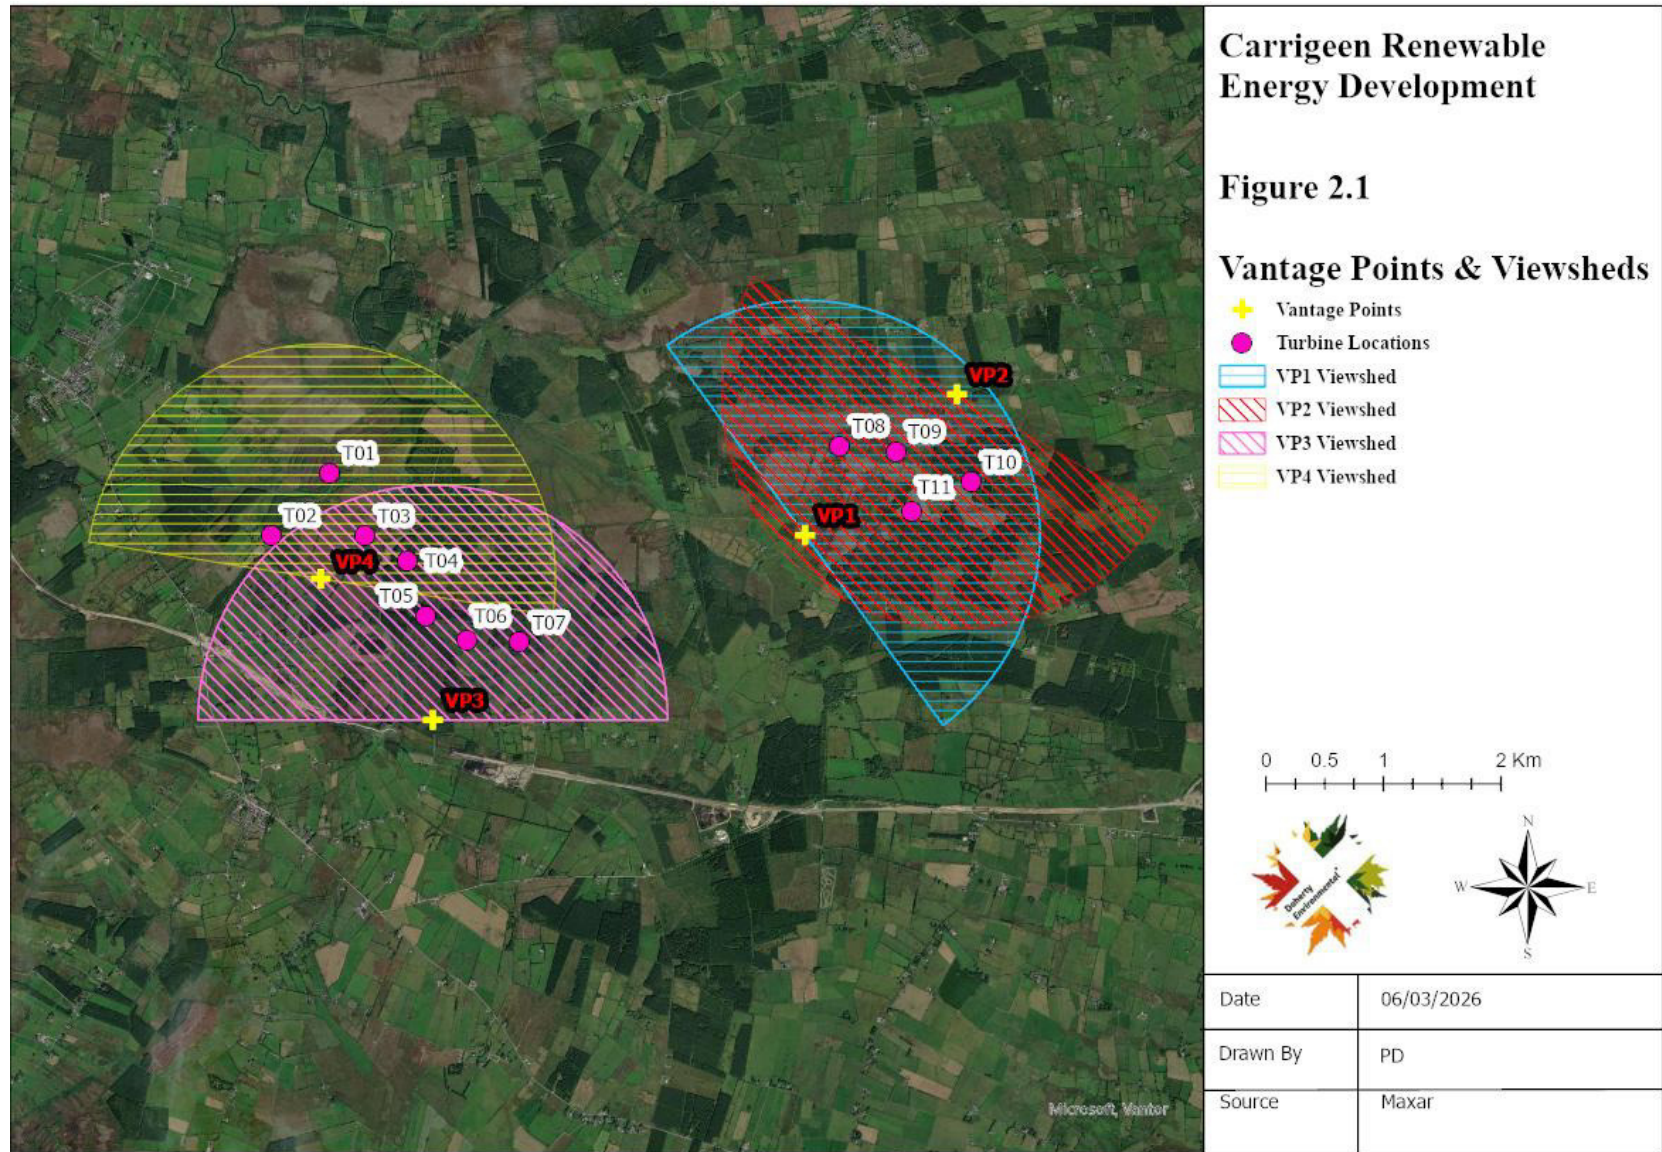 Carrigeen Renewable
Energy Development
Figure 2.1
Vantage Points & Viewsheds
Vantage Points
Turbine Locations
VP1 Viewshed
VP2 Viewshed
VP3 Viewshed
VP4 Viewshed
VP2
T08
T09
T10
T11
VP1
T01
T02
T03
VP4
T04
T05
T06
T07
VP3
0 0.5 1 2 Km
Doherty
Environmental
N
W E
S
Date 06/03/2026
Drawn By PD
Source Maxar
Microsoft, Vantor